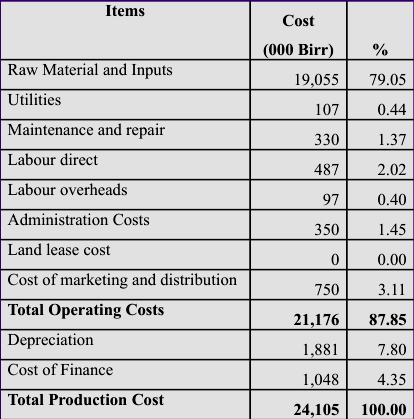 Items Cost
(000 Birr) %
Raw Material and Inputs 19,055 79.05
Utilities 107 0.44
Maintenance and repair 330 1.37
Labour direct 487 2.02
Labour overheads 97 0.40
Administration Costs 350 1.45
Land lease cost 0 0.00
Cost of marketing and distribution 750 3.11
Total Operating Costs 21,176 87.85
Depreciation 1,881 7.80
Cost of Finance 1,048 4.35
Total Production Cost 24,105 100.00